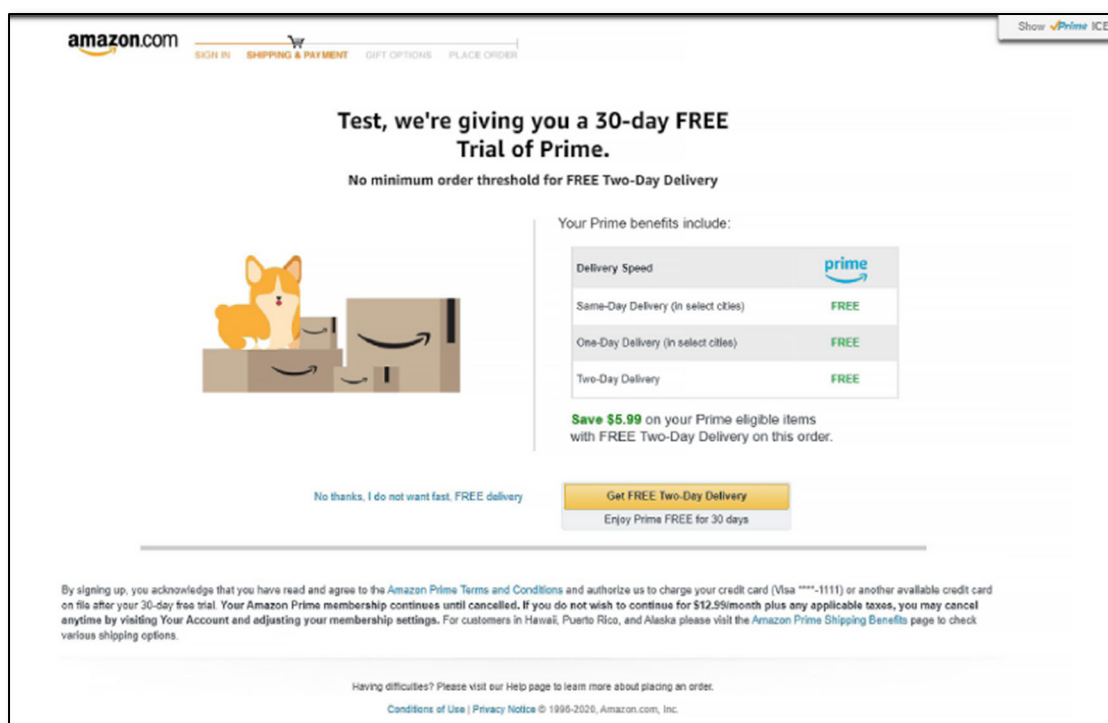 amazon.com
SIGN IN SHIPPING & PAYMENT GIFT OPTIONS PLACE ORDER
Show Prime ICE
Test, we're giving you a 30-day FREE
Trial of Prime.
No minimum order threshold for FREE Two-Day Delivery
Your Prime benefits include:
Delivery Speed prime
Same-Day Delivery (in select cities) FREE
One-Day Delivery (in select cities) FREE
Two-Day Delivery FREE
Save $5.99 on your Prime eligible items
with FREE Two-Day Delivery on this order.
No thanks, I do not want fast, FREE delivery
Get FREE Two-Day Delivery
Enjoy Prime FREE for 30 days
By signing up, you acknowledge that you have read and agree to the Amazon Prime Terms and Conditions and authorize us to charge your credit card (Visa ****-1111) or another available credit card
on file after your 30-day free trial. Your Amazon Prime membership continues until cancelled. If you do not wish to continue for $12.99/month plus any applicable taxes, you may cancel
anytime by visiting Your Account and adjusting your membership settings. For customers in Hawaii, Puerto Rico, and Alaska please visit the Amazon Prime Shipping Benefits page to check
various shipping options.
Having difficulties? Please visit our Help page to learn more about placing an order.
Conditions of Use | Privacy Notice © 1996-2020, Amazon.com, Inc.